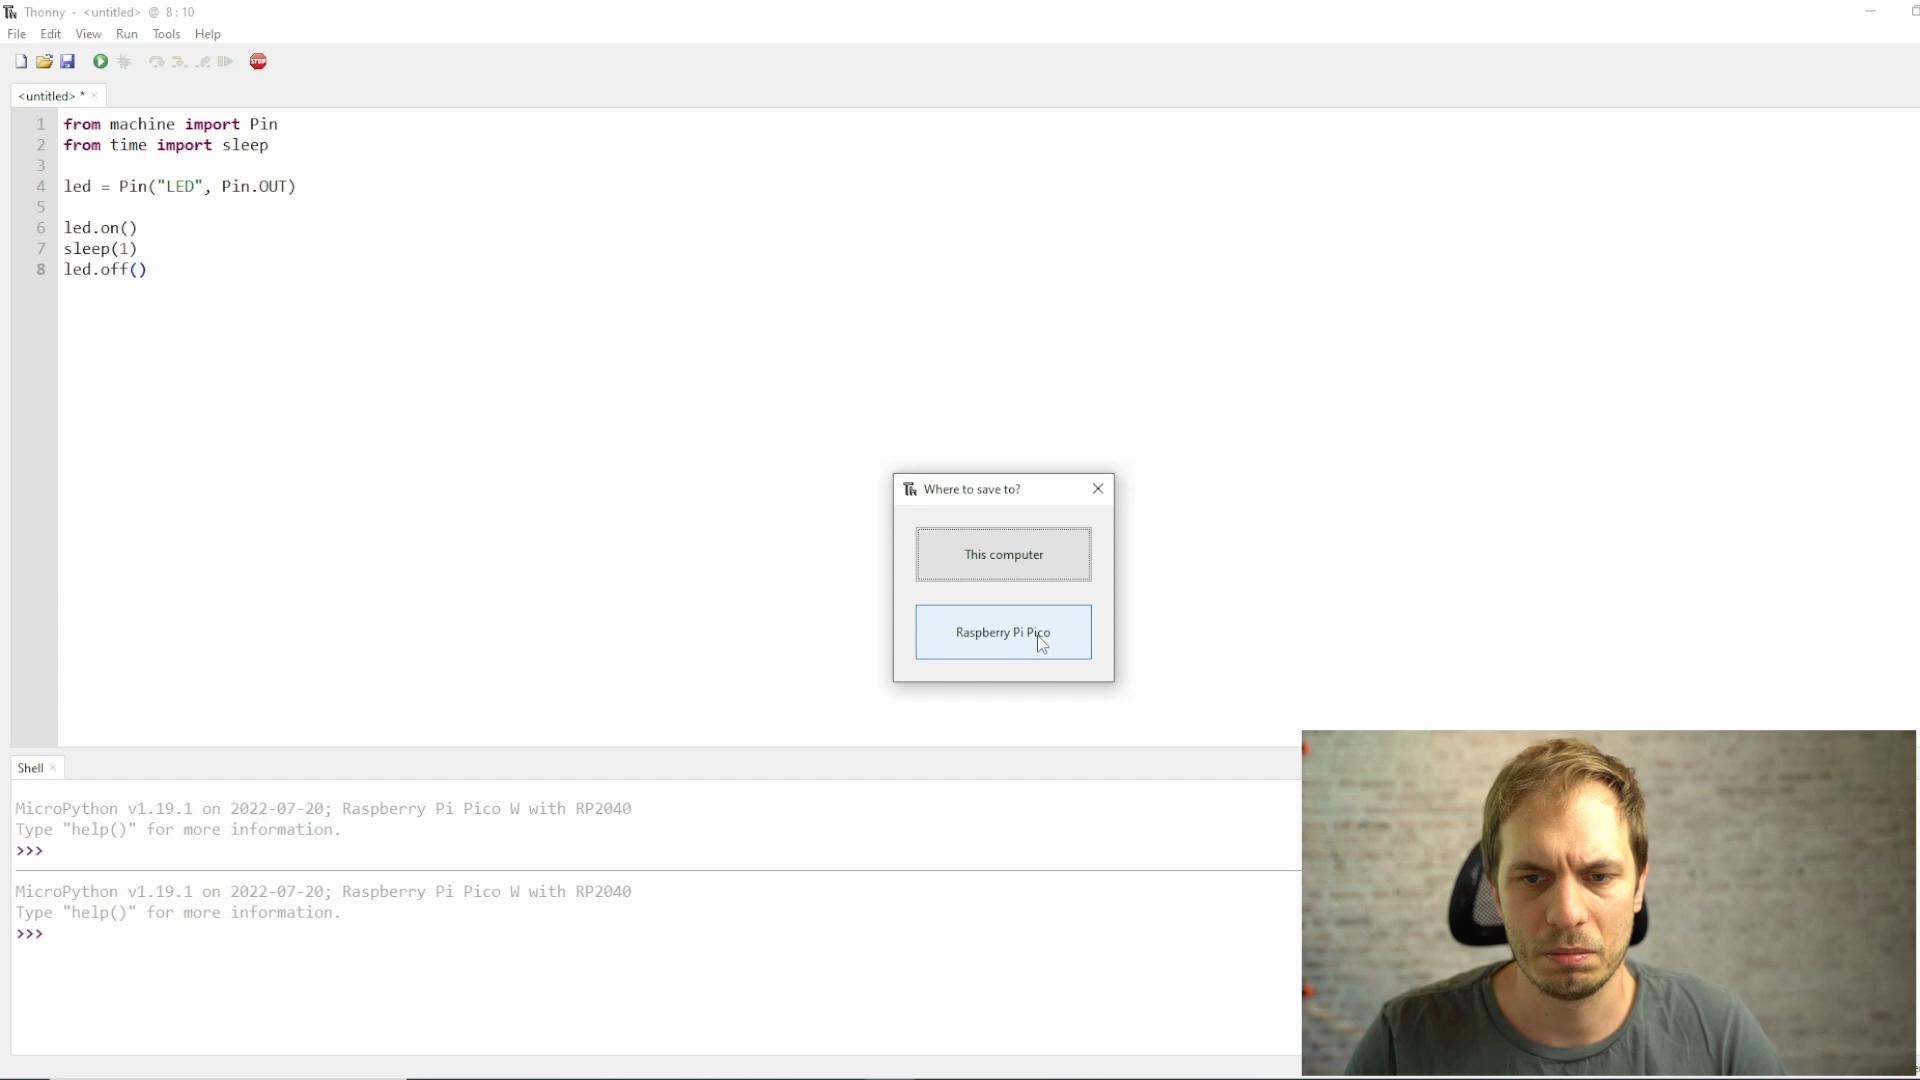 Thonny - <untitled> @ 8:10
File Edit View Run Tools Help
STOP
<untitled> *
1 from machine import Pin
2 from time import sleep
3
4 led = Pin("LED", Pin.OUT)
5
6 led.on()
7 sleep(1)
8 led.off()
Where to save to?
This computer
Raspberry Pi Pico
Shell
MicroPython v1.19.1 on 2022-07-20; Raspberry Pi Pico W with RP2040
Type "help()" for more information.
>>>
MicroPython v1.19.1 on 2022-07-20; Raspberry Pi Pico W with RP2040
Type "help()" for more information.
>>>